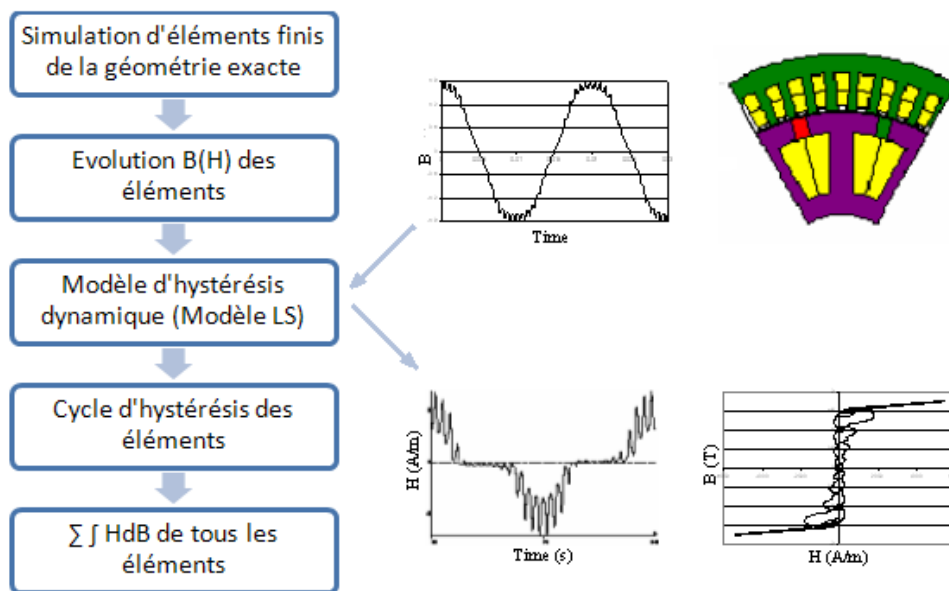 Simulation d'éléments finis
de la géométrie exacte
Evolution B(H) des
éléments
Modèle d'hystérésis
dynamique (Modèle LS)
Cycle d'hystérésis des
éléments
∑ ∫ HdB de tous les
éléments
B
Time
H (A/m)
Time (s)
B (T)
H (A/m)